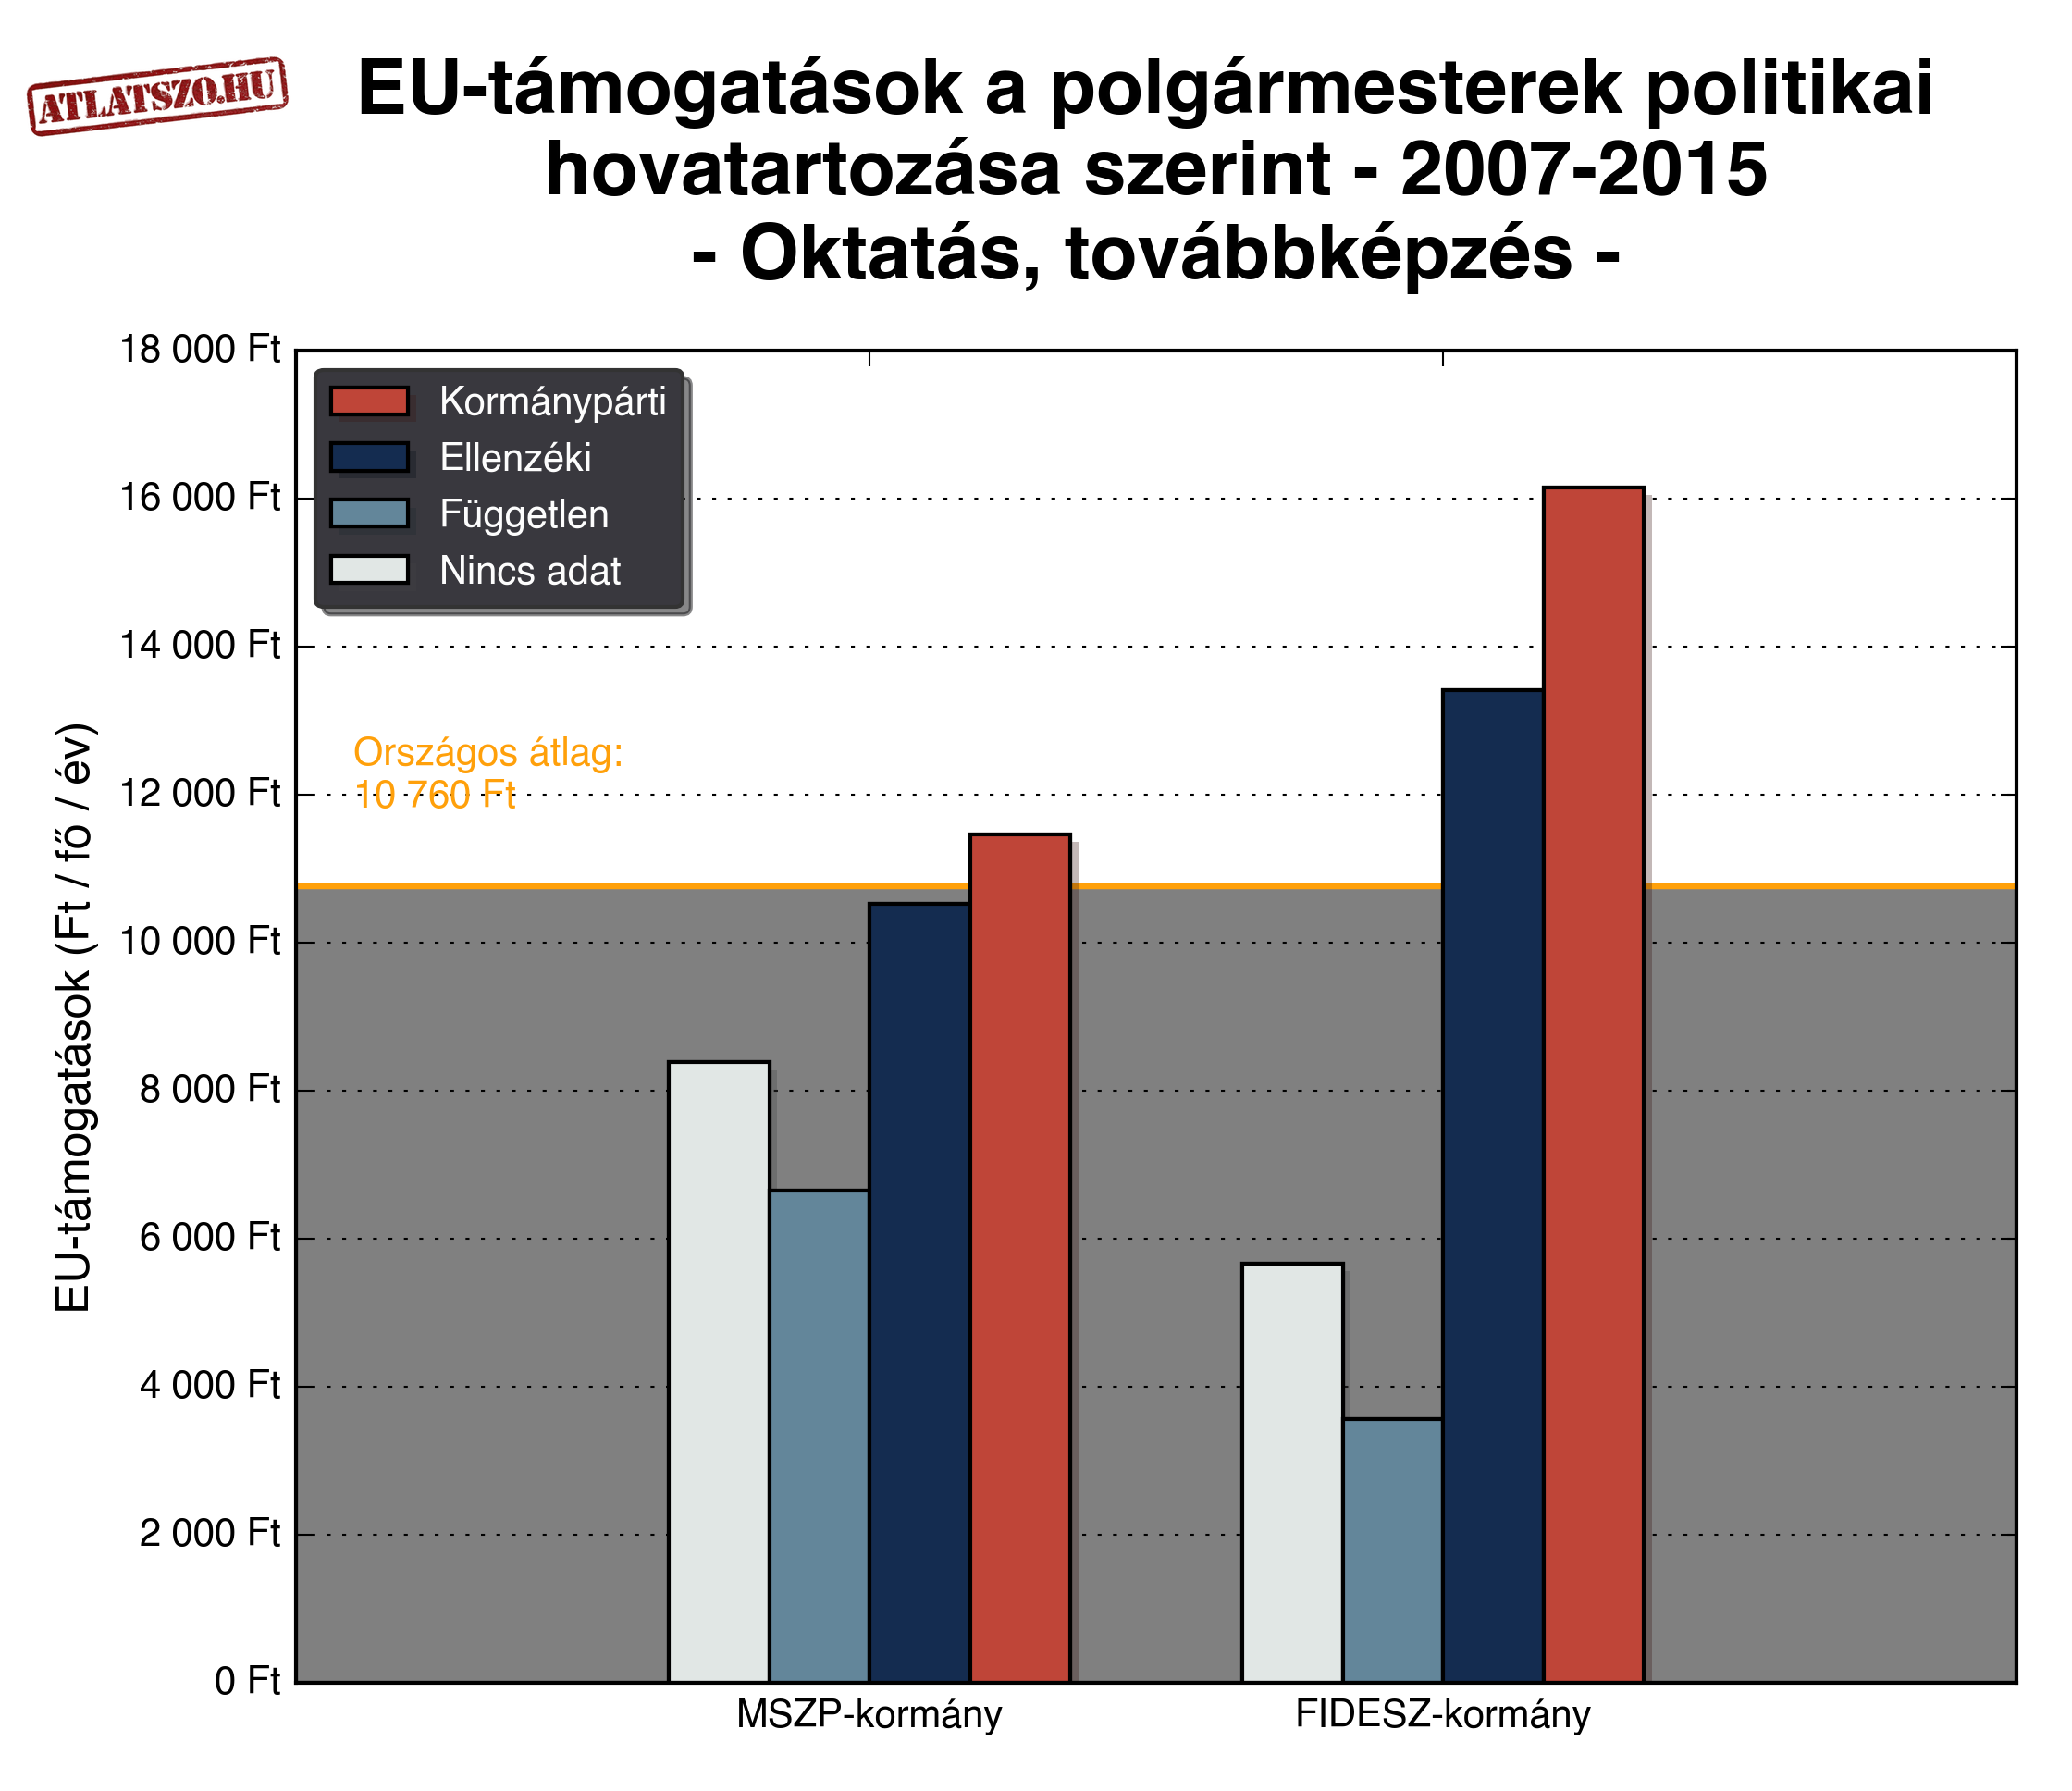 ATLATSZO.HU
EU-támogatások a polgármesterek politikai
hovatartozása szerint - 2007-2015
- Oktatás, továbbképzés -
18 000 Ft
16 000 Ft
14 000 Ft
12 000 Ft
10 000 Ft
8 000 Ft
6 000 Ft
4 000 Ft
2 000 Ft
0 Ft
EU-támogatások (Ft / fő / év)
Kormánypárti
Ellenzéki
Független
Nincs adat
Országos átlag:
10 760 Ft
MSZP-kormány
FIDESZ-kormány